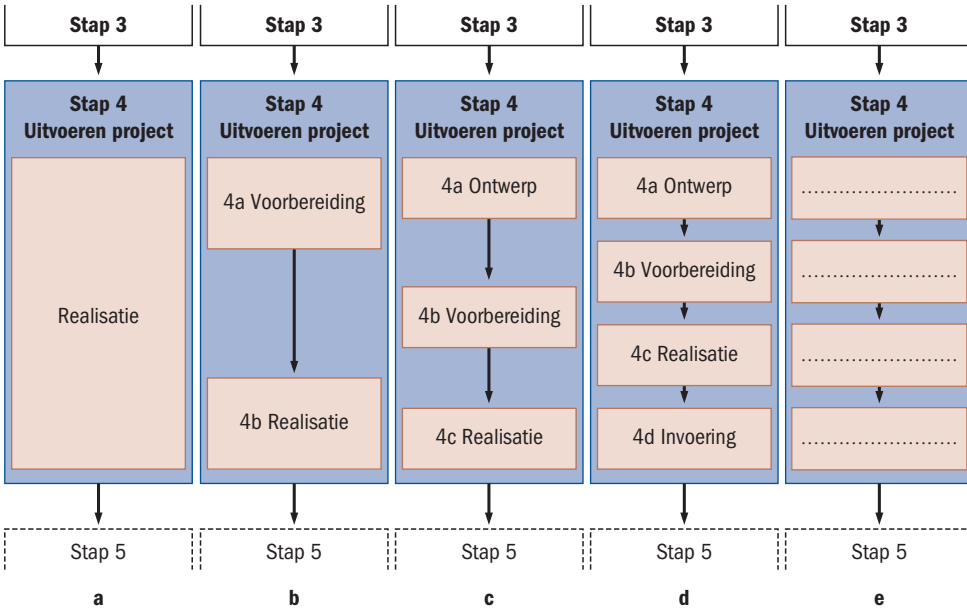 Stap 3
Stap 4
Uitvoeren project
Realisatie
Stap 5
a
Stap 3
Stap 4
Uitvoeren project
4a Voorbereiding
4b Realisatie
Stap 5
b
Stap 3
Stap 4
Uitvoeren project
4a Ontwerp
4b Voorbereiding
4c Realisatie
Stap 5
c
Stap 3
Stap 4
Uitvoeren project
4a Ontwerp
4b Voorbereiding
4c Realisatie
4d Invoering
Stap 5
d
Stap 3
Stap 4
Uitvoeren project
..........................
..........................
..........................
..........................
Stap 5
e